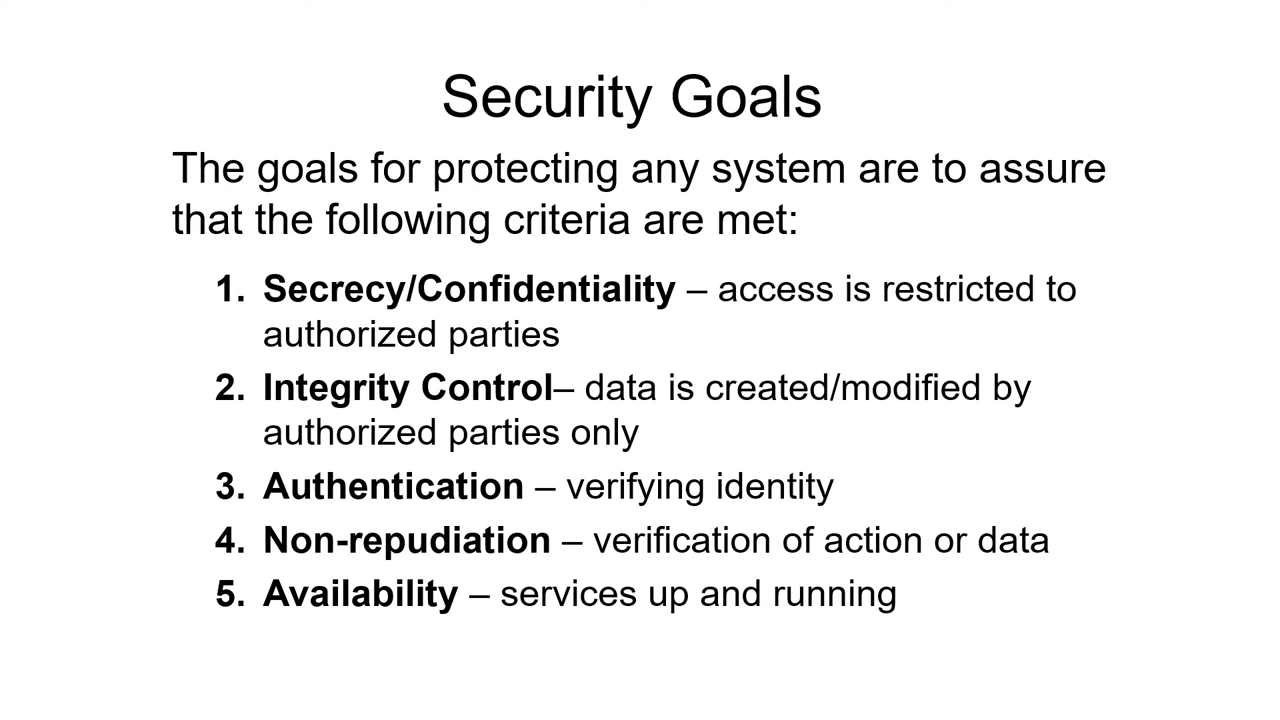 Security Goals
The goals for protecting any system are to assure
that the following criteria are met:
1. Secrecy/Confidentiality – access is restricted to
authorized parties
2. Integrity Control– data is created/modified by
authorized parties only
3. Authentication – verifying identity
4. Non-repudiation – verification of action or data
5. Availability – services up and running